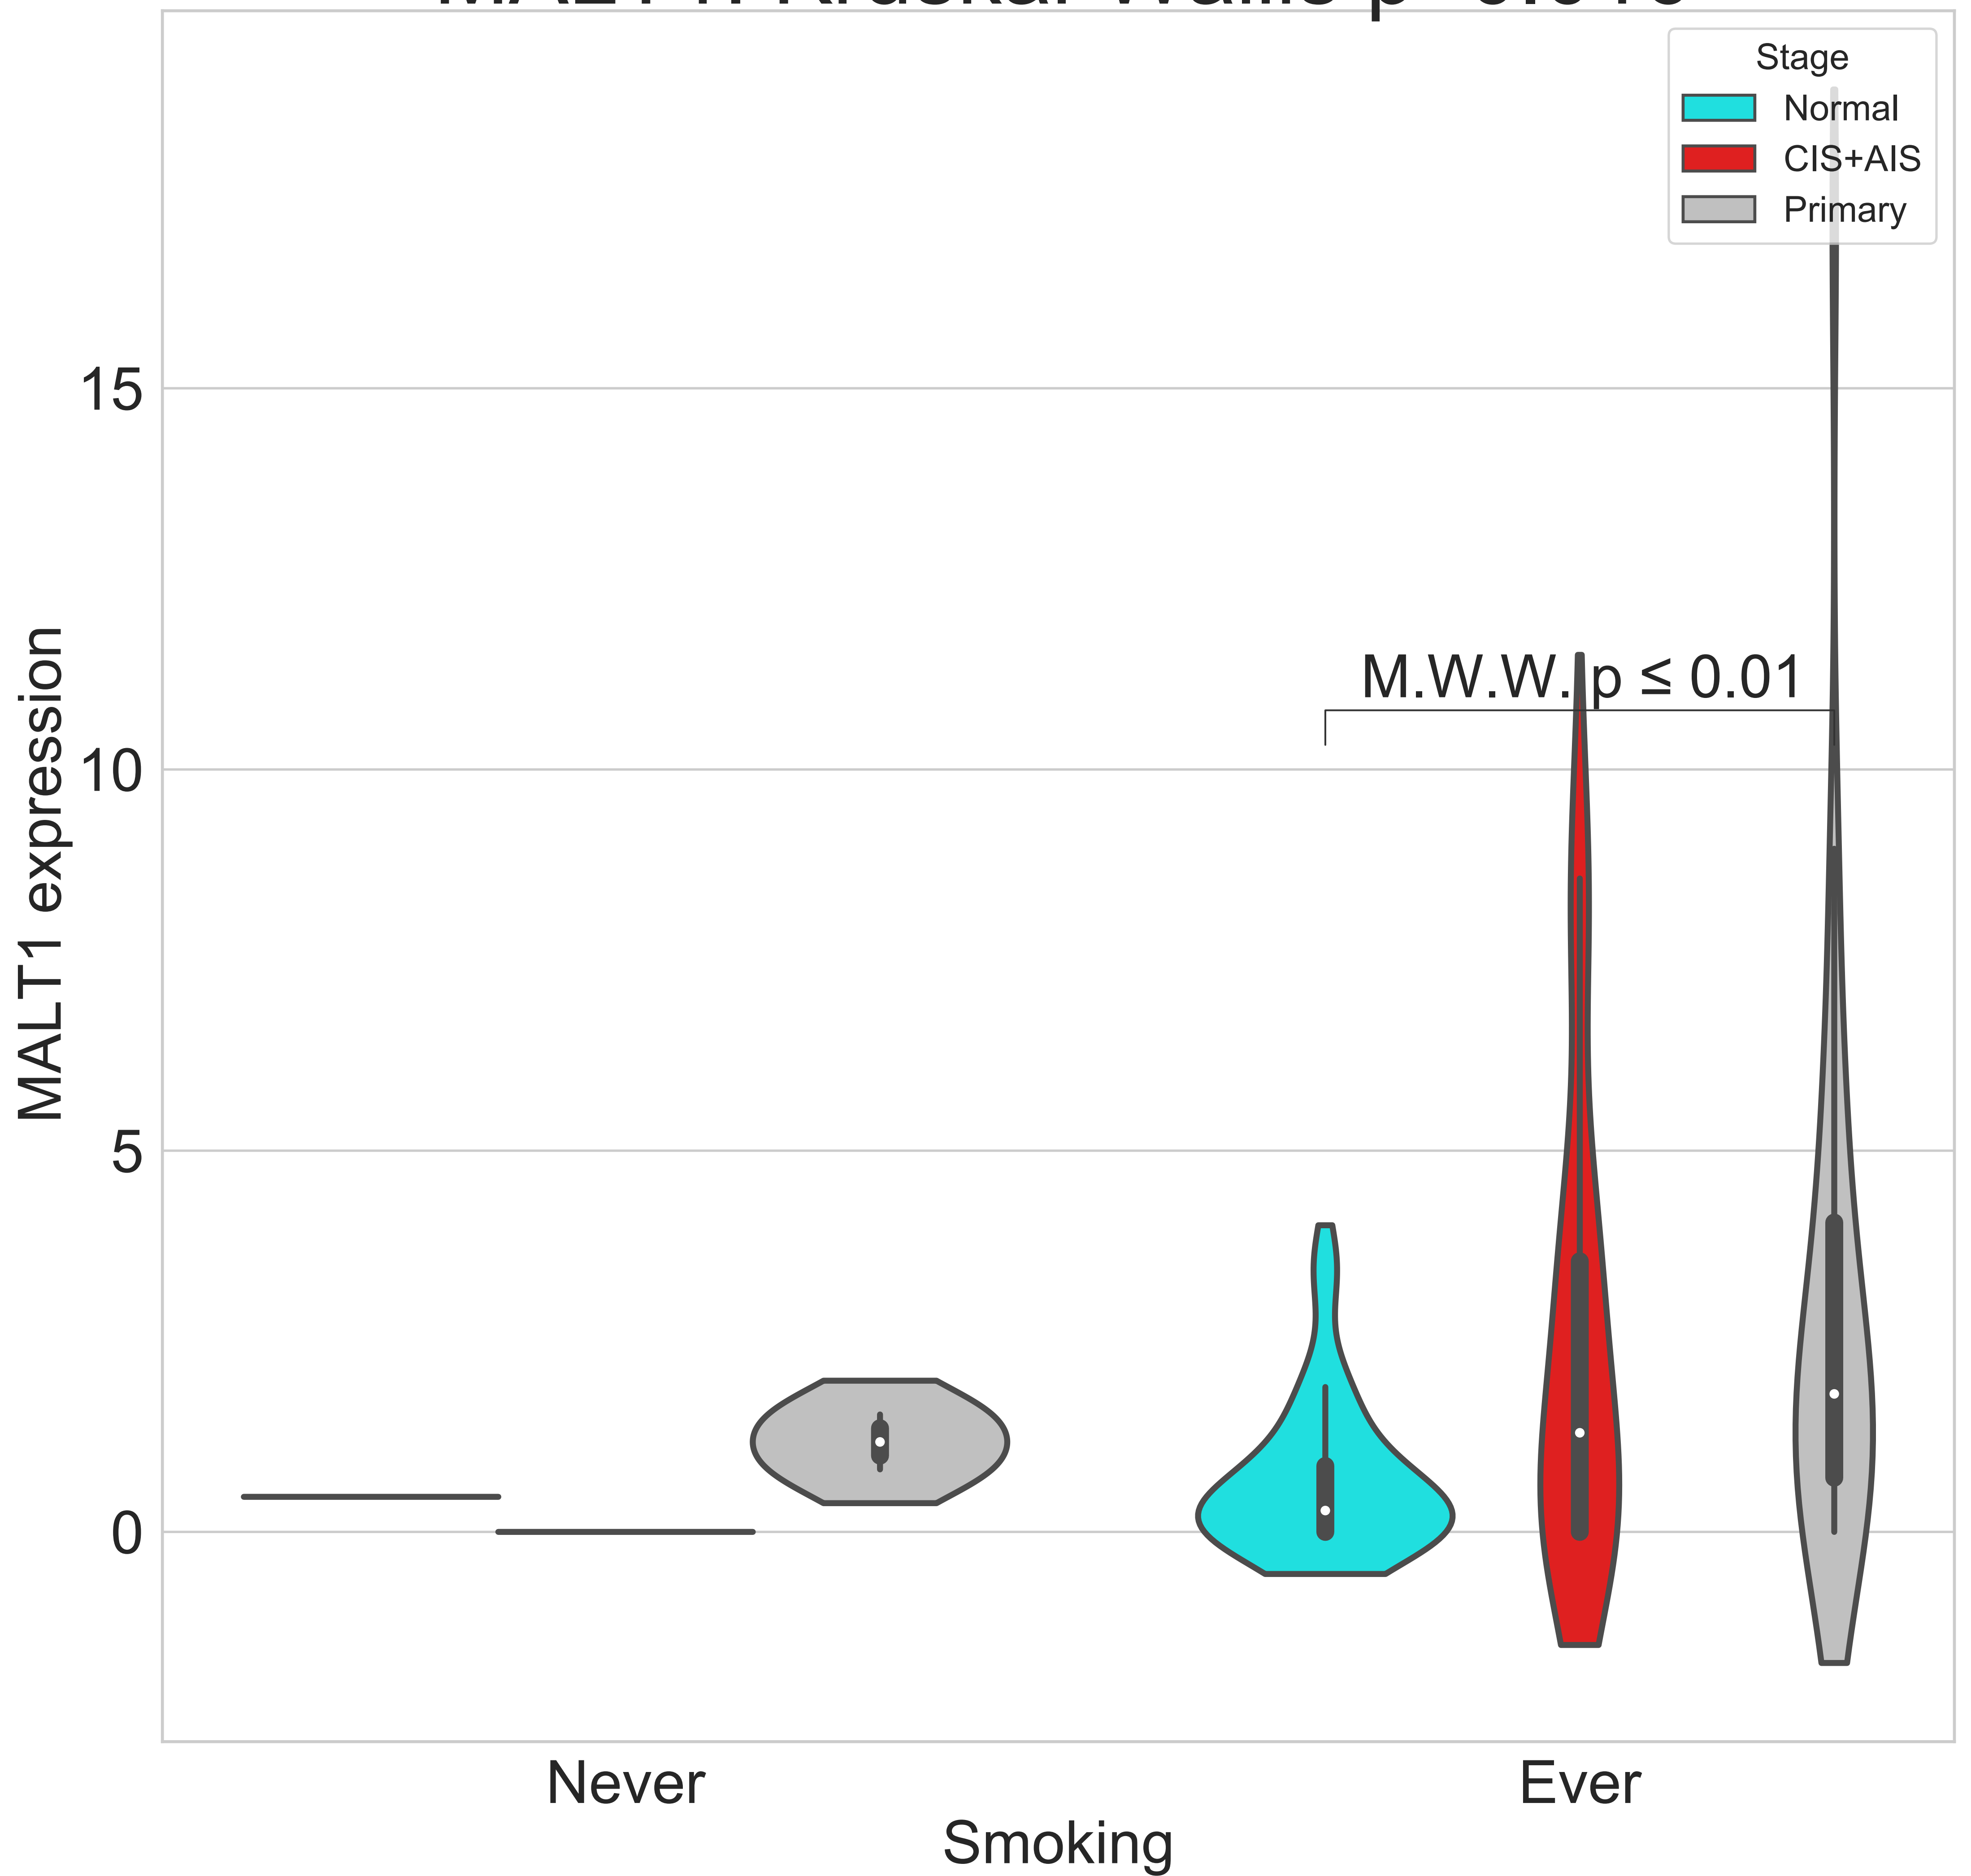 Stage
Normal
CIS+AIS
Primary
15
10
5
0
MALT1 expression
M.W.W. p ≤ 0.01
Never
Ever
Smoking